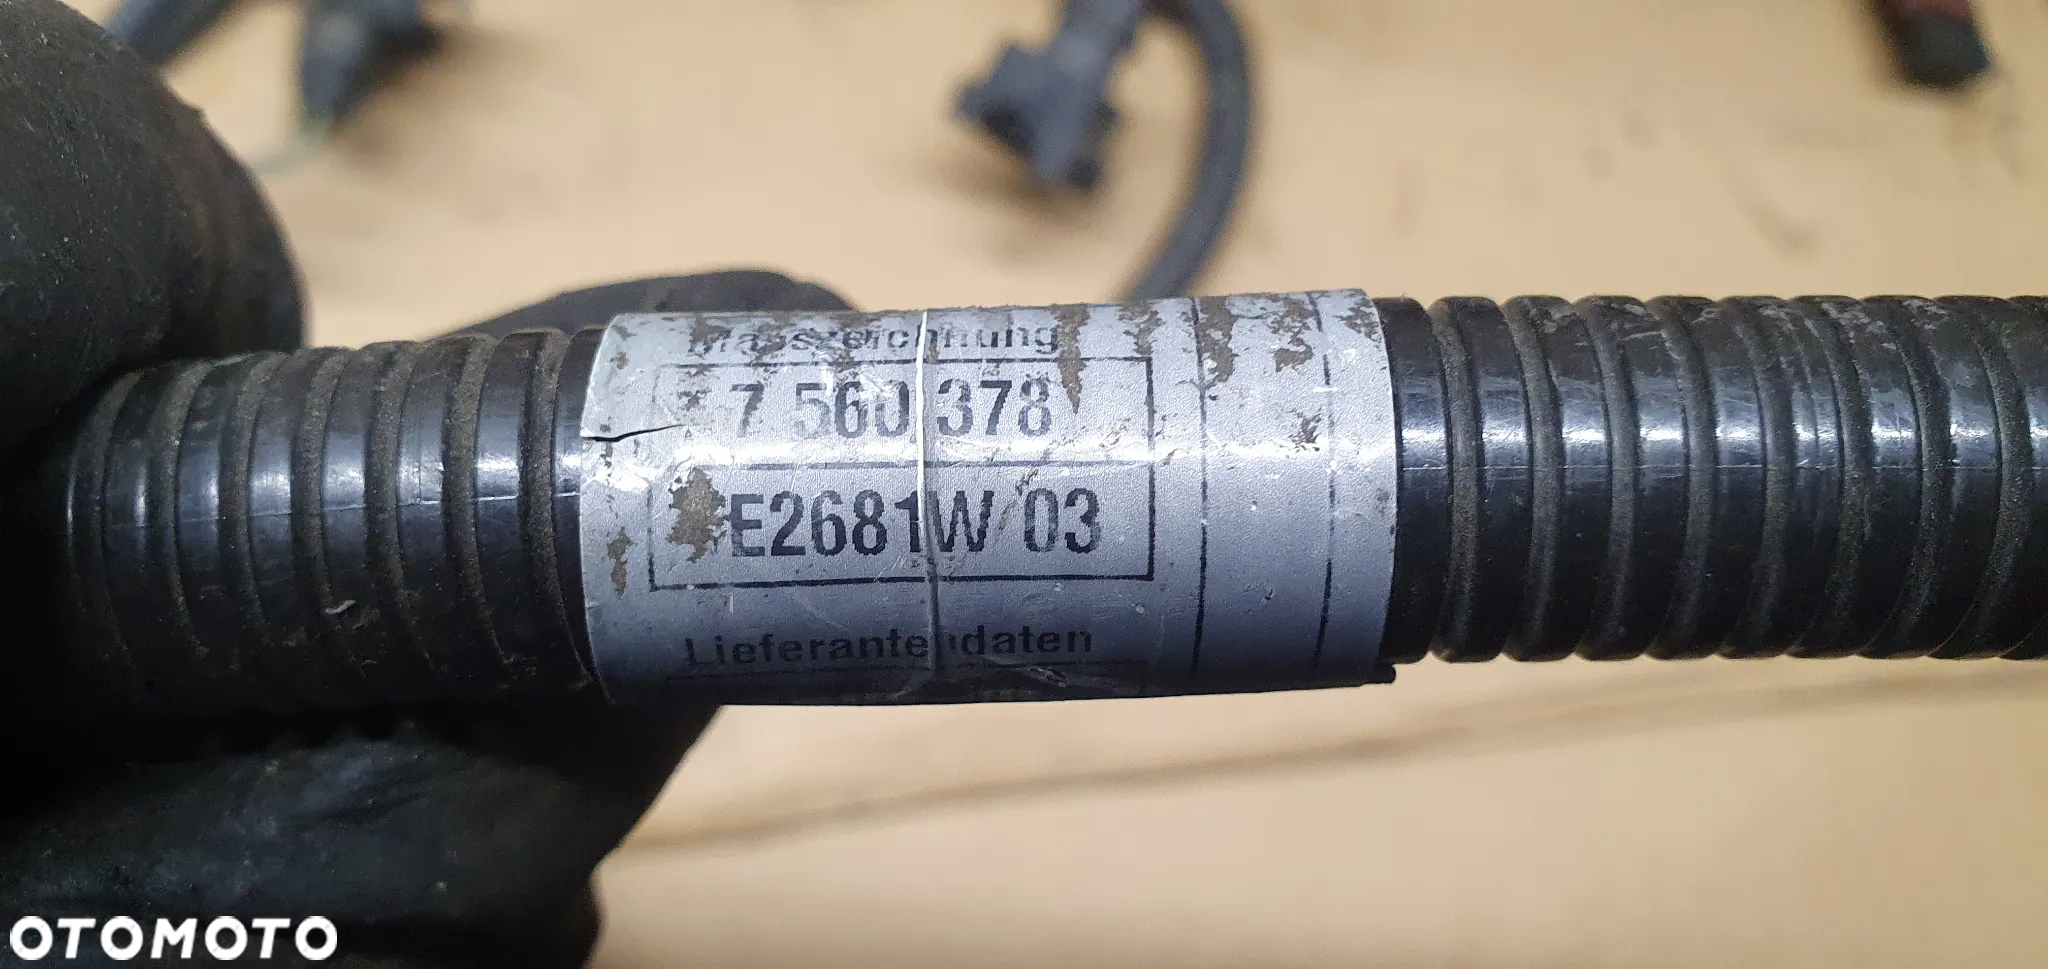 Masszeichnung
7 560 378
E2681W/03
Lieferantendaten
OTOMOTO